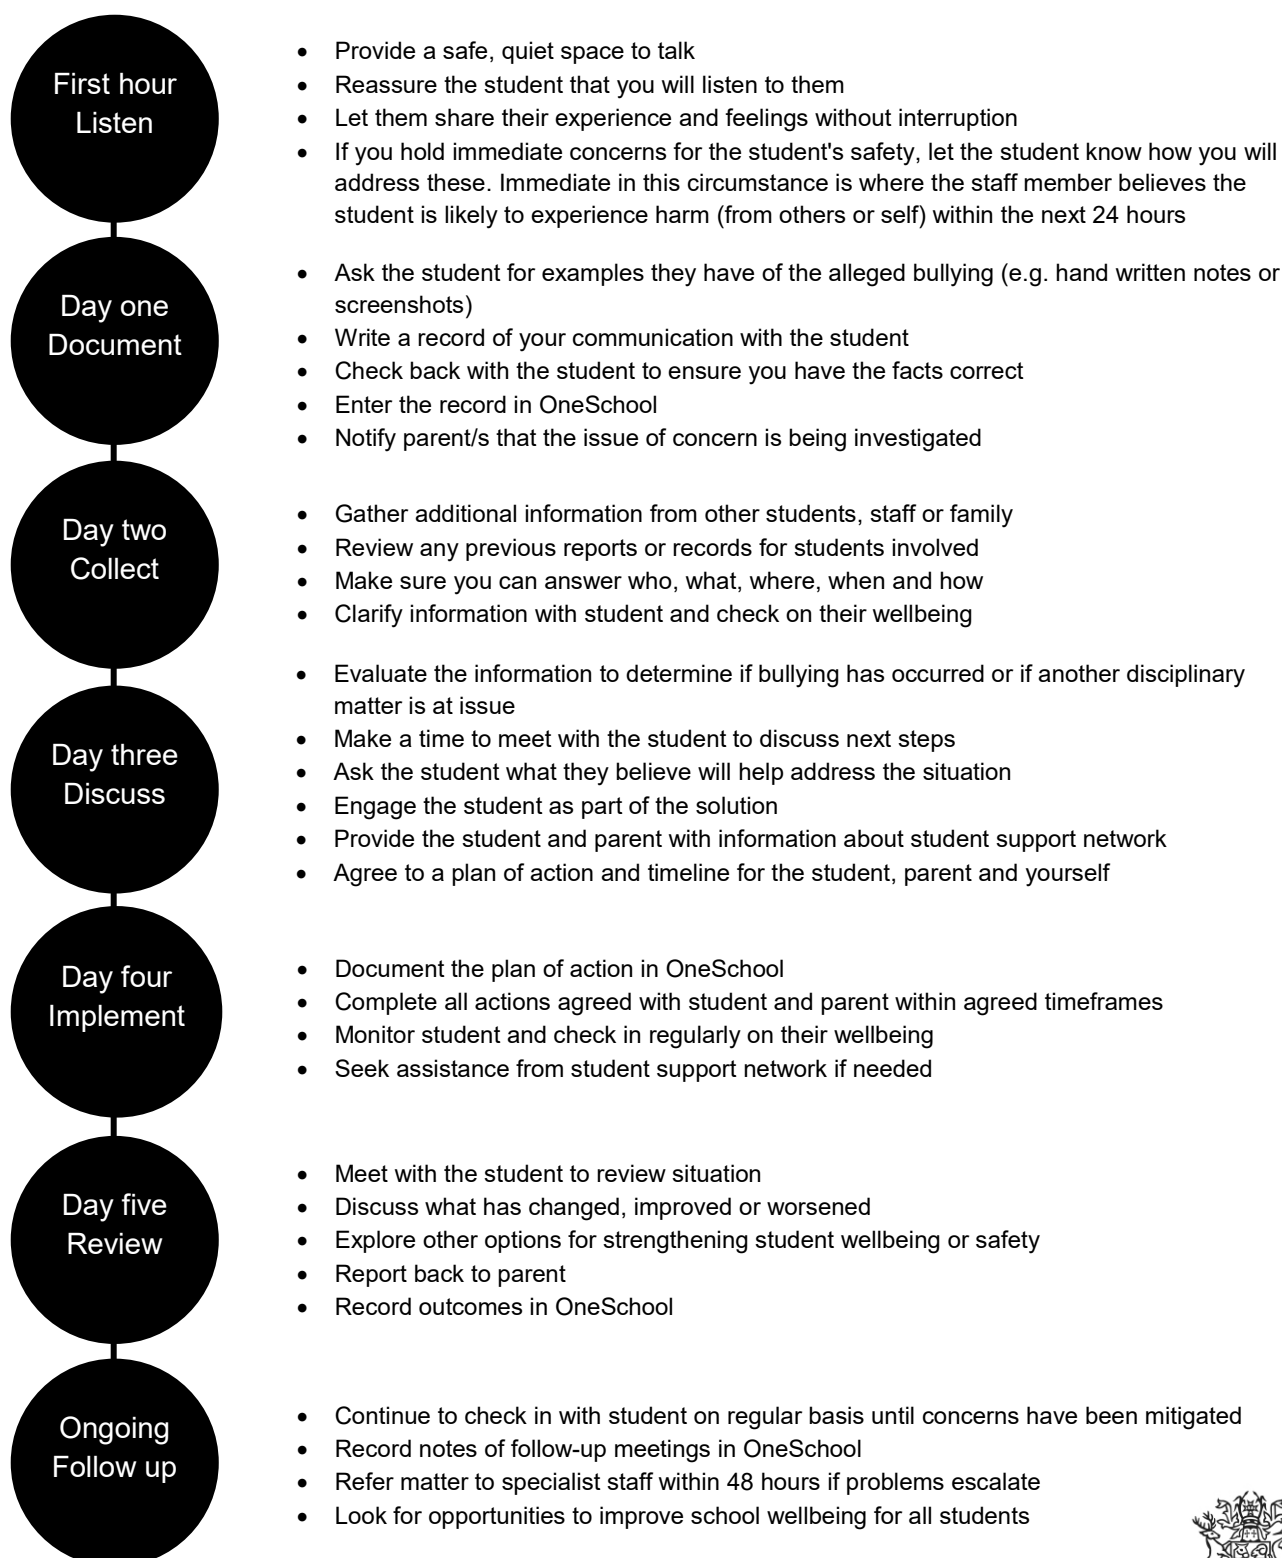 First hour
Listen
• Provide a safe, quiet space to talk
• Reassure the student that you will listen to them
• Let them share their experience and feelings without interruption
• If you hold immediate concerns for the student's safety, let the student know how you will
address these. Immediate in this circumstance is where the staff member believes the
student is likely to experience harm (from others or self) within the next 24 hours
Day one
Document
• Ask the student for examples they have of the alleged bullying (e.g. hand written notes or
screenshots)
• Write a record of your communication with the student
• Check back with the student to ensure you have the facts correct
• Enter the record in OneSchool
• Notify parent/s that the issue of concern is being investigated
Day two
Collect
• Gather additional information from other students, staff or family
• Review any previous reports or records for students involved
• Make sure you can answer who, what, where, when and how
• Clarify information with student and check on their wellbeing
Day three
Discuss
• Evaluate the information to determine if bullying has occurred or if another disciplinary
matter is at issue
• Make a time to meet with the student to discuss next steps
• Ask the student what they believe will help address the situation
• Engage the student as part of the solution
• Provide the student and parent with information about student support network
• Agree to a plan of action and timeline for the student, parent and yourself
Day four
Implement
• Document the plan of action in OneSchool
• Complete all actions agreed with student and parent within agreed timeframes
• Monitor student and check in regularly on their wellbeing
• Seek assistance from student support network if needed
Day five
Review
• Meet with the student to review situation
• Discuss what has changed, improved or worsened
• Explore other options for strengthening student wellbeing or safety
• Report back to parent
• Record outcomes in OneSchool
Ongoing
Follow up
• Continue to check in with student on regular basis until concerns have been mitigated
• Record notes of follow-up meetings in OneSchool
• Refer matter to specialist staff within 48 hours if problems escalate
• Look for opportunities to improve school wellbeing for all students